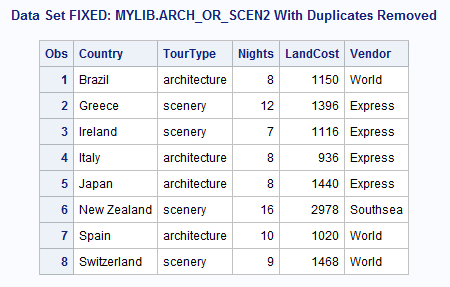 Data Set FIXED: MYLIB.ARCH_OR_SCEN2 With Duplicates Removed
Obs Country TourType Nights LandCost Vendor
1 Brazil architecture 8 1150 World
2 Greece scenery 12 1396 Express
3 Ireland scenery 7 1116 Express
4 Italy architecture 8 936 Express
5 Japan architecture 8 1440 Express
6 New Zealand scenery 16 2978 Southsea
7 Spain architecture 10 1020 World
8 Switzerland scenery 9 1468 World